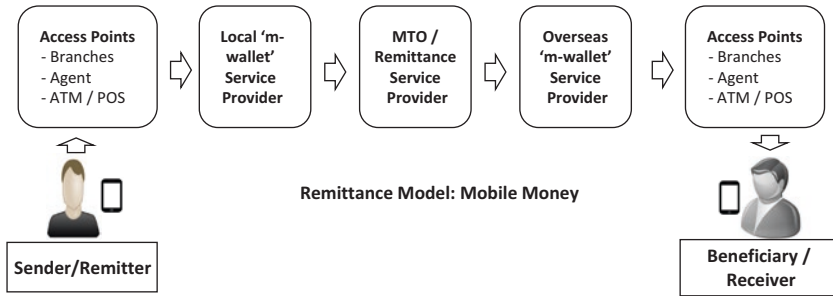 Access Points
- Branches
- Agent
- ATM / POS
Local ‘m-
wallet’
Service
Provider
MTO /
Remittance
Service
Provider
Overseas
‘m-wallet’
Service
Provider
Access Points
- Branches
- Agent
- ATM / POS
Remittance Model: Mobile Money
Sender/Remitter
Beneficiary /
Receiver